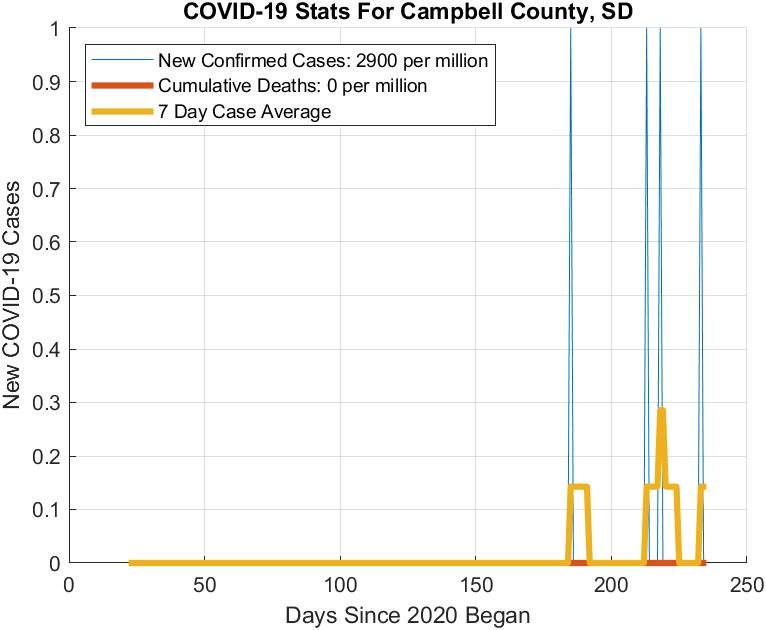 COVID-19 Stats For Campbell County, SD
New Confirmed Cases: 2900 per million
Cumulative Deaths: 0 per million
7 Day Case Average
New COVID-19 Cases
1
0.9
0.8
0.7
0.6
0.5
0.4
0.3
0.2
0.1
0
0 50 100 150 200 250
Days Since 2020 Began